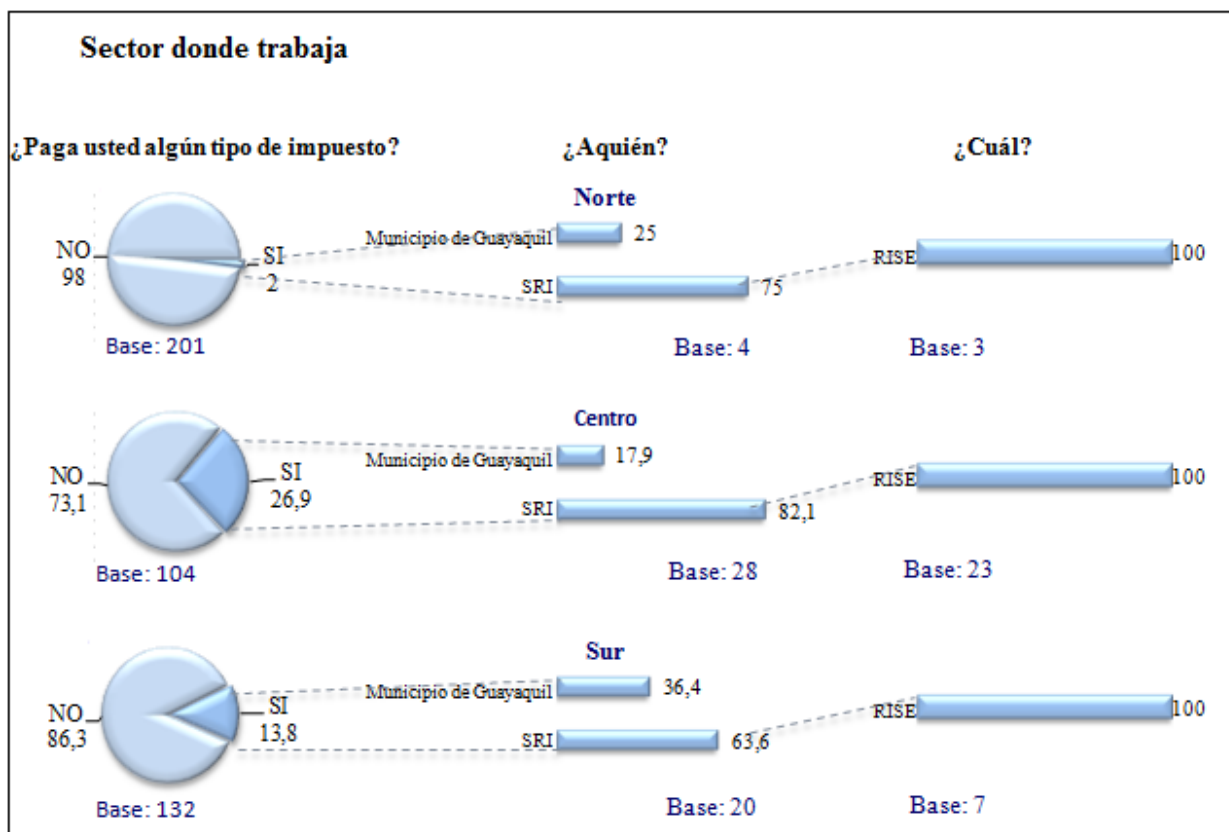 Sector donde trabaja
¿Paga usted algún tipo de impuesto?
¿Aquién?
¿Cuál?
Norte
NO
98
SI
2
Base: 201
Municipio de Guayaquil
25
SRI
75
Base: 4
RISE
100
Base: 3
Centro
NO
73,1
SI
26,9
Base: 104
Municipio de Guayaquil
17,9
SRI
82,1
Base: 28
RISE
100
Base: 23
Sur
NO
86,3
SI
13,8
Base: 132
Municipio de Guayaquil
36,4
SRI
63,6
Base: 20
RISE
100
Base: 7